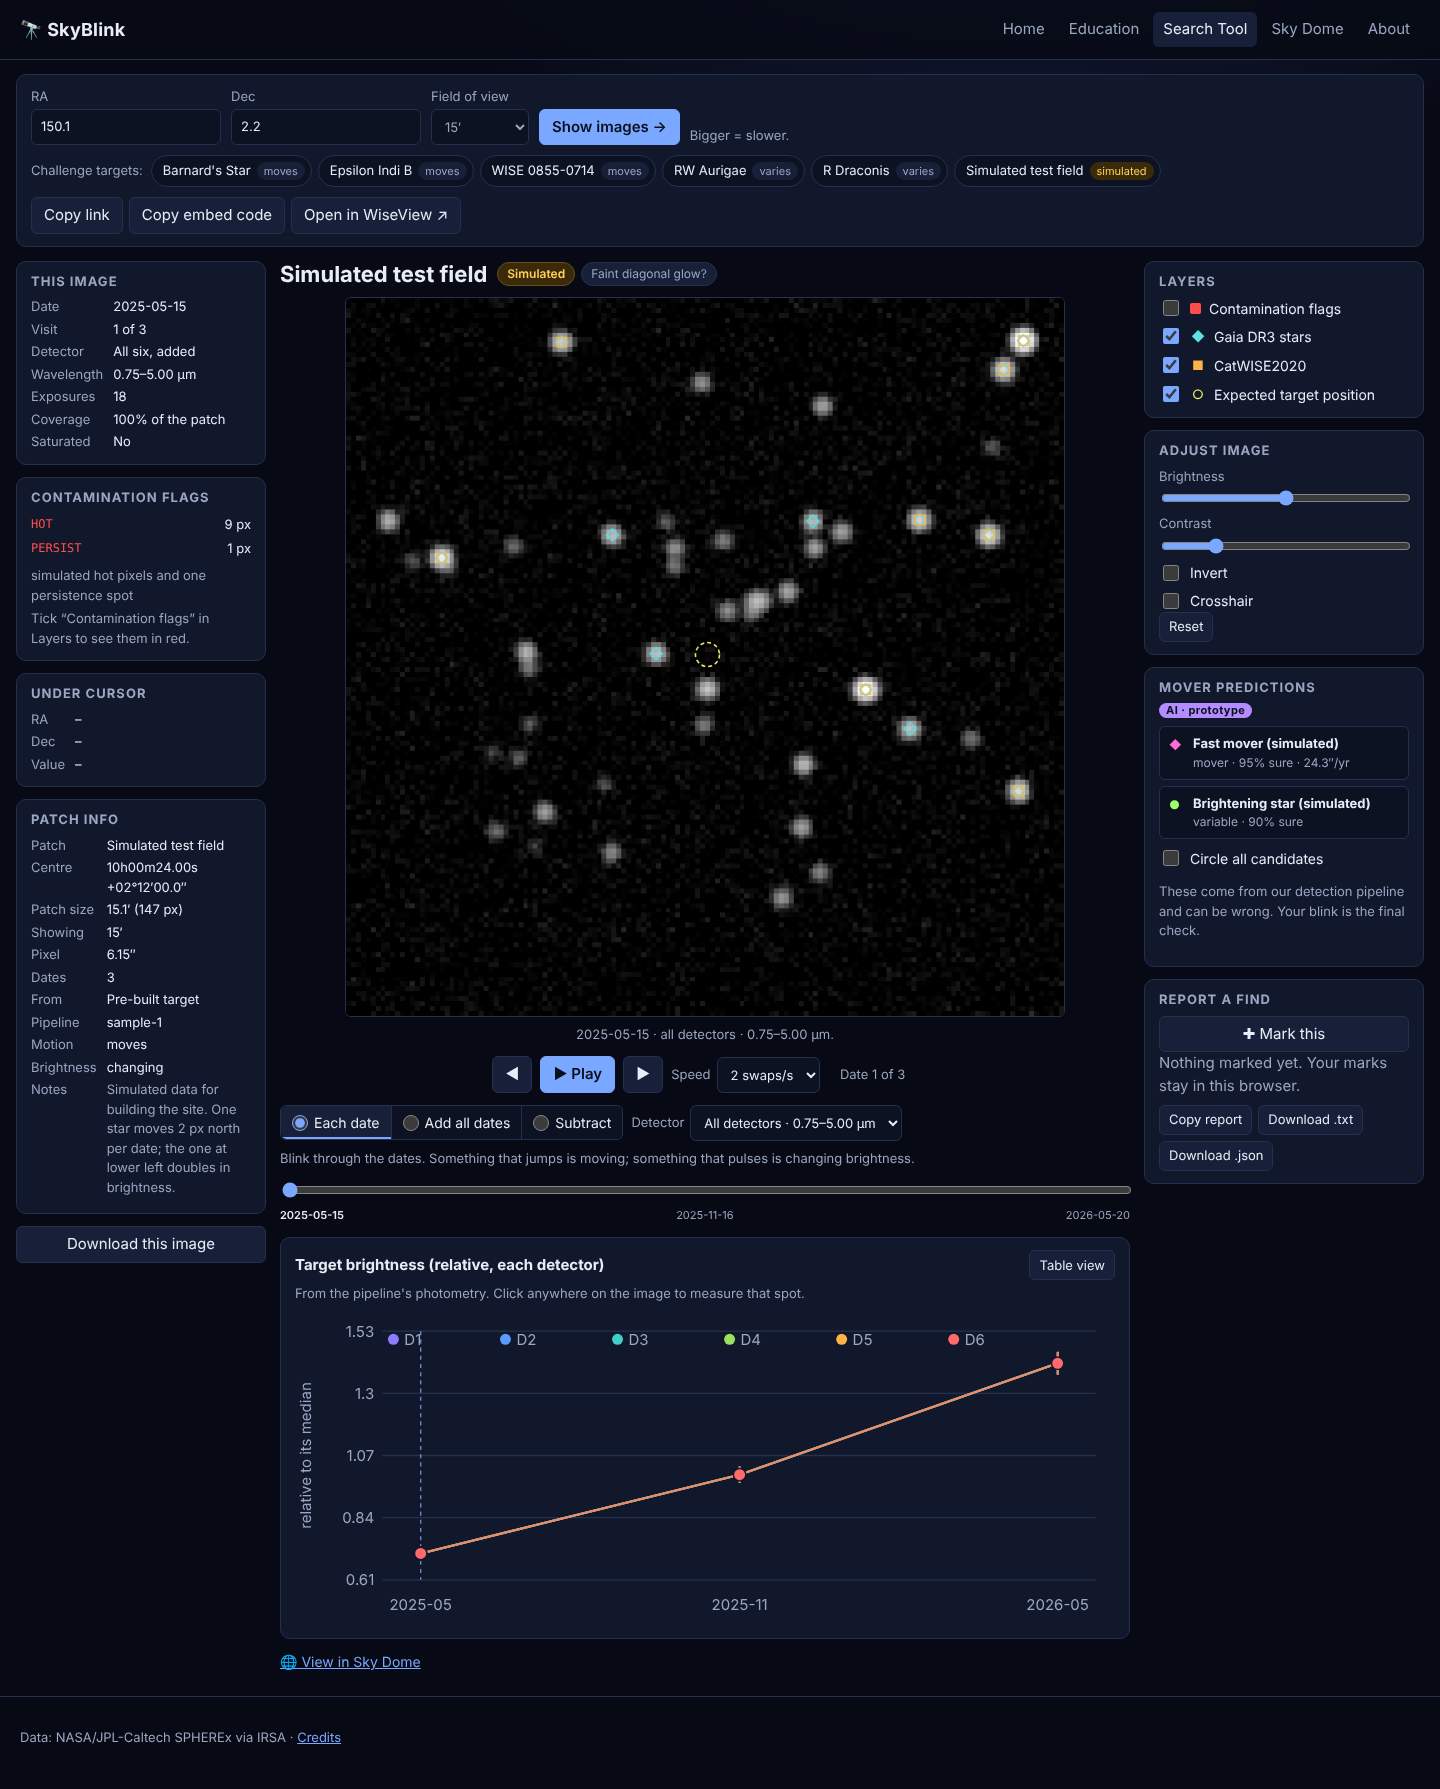 🔭 SkyBlink
Home Education Search Tool Sky Dome About
RA
Dec
Field of view
150.1
2.2
15′
Show images →
Bigger = slower.
Challenge targets: Barnard's Star moves Epsilon Indi B moves WISE 0855-0714 moves RW Aurigae varies R Draconis varies Simulated test field simulated
Copy link Copy embed code Open in WiseView ↗
THIS IMAGE
Date 2025-05-15
Visit 1 of 3
Detector All six, added
Wavelength 0.75–5.00 µm
Exposures 18
Coverage 100% of the patch
Saturated No
CONTAMINATION FLAGS
HOT 9 px
PERSIST 1 px
simulated hot pixels and one
persistence spot
Tick “Contamination flags” in
Layers to see them in red.
UNDER CURSOR
RA –
Dec –
Value –
PATCH INFO
Patch Simulated test field
Centre 10h00m24.00s
+02°12′00.0″
Patch size 15.1′ (147 px)
Showing 15′
Pixel 6.15″
Dates 3
From Pre-built target
Pipeline sample-1
Motion moves
Brightness changing
Notes Simulated data for
building the site. One
star moves 2 px north
per date; the one at
lower left doubles in
brightness.
Download this image
Simulated test field Simulated Faint diagonal glow?
2025-05-15 · all detectors · 0.75–5.00 µm.
◀ ▶ Play ▶ Speed 2 swaps/s Date 1 of 3
Each date Add all dates Subtract Detector All detectors · 0.75–5.00 µm
Blink through the dates. Something that jumps is moving; something that pulses is changing brightness.
2025-05-15 2025-11-16 2026-05-20
Target brightness (relative, each detector)
Table view
From the pipeline's photometry. Click anywhere on the image to measure that spot.
D1 D2 D3 D4 D5 D6
relative to its median
1.53
1.3
1.07
0.84
0.61
2025-05 2025-11 2026-05
🌐 View in Sky Dome
LAYERS
Contamination flags
Gaia DR3 stars
CatWISE2020
Expected target position
ADJUST IMAGE
Brightness
Contrast
Invert
Crosshair
Reset
MOVER PREDICTIONS
AI · prototype
Fast mover (simulated)
mover · 95% sure · 24.3″/yr
Brightening star (simulated)
variable · 90% sure
Circle all candidates
These come from our detection pipeline
and can be wrong. Your blink is the final
check.
REPORT A FIND
✚ Mark this
Nothing marked yet. Your marks
stay in this browser.
Copy report Download .txt
Download .json
Data: NASA/JPL-Caltech SPHEREx via IRSA · Credits